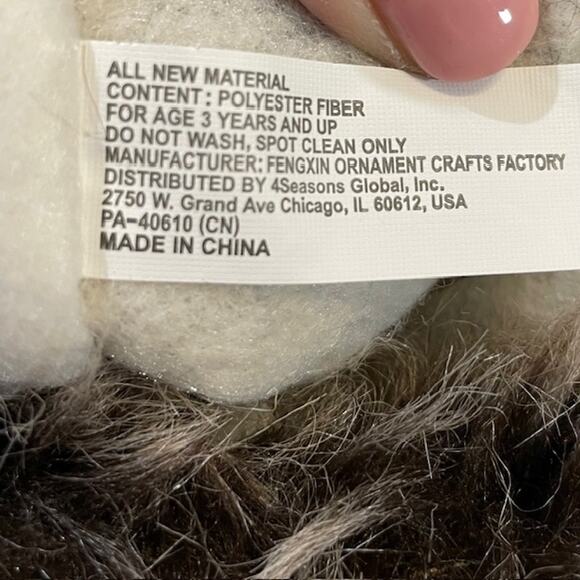 ALL NEW MATERIAL
CONTENT: POLYESTER FIBER
FOR AGE 3 YEARS AND UP
DO NOT WASH, SPOT CLEAN ONLY
MANUFACTURER: FENGXIN ORNAMENT CRAFTS FACTORY
DISTRIBUTED BY 4Seasons Global, Inc.
2750 W. Grand Ave Chicago, IL 60612, USA
PA-40610 (CN)
MADE IN CHINA